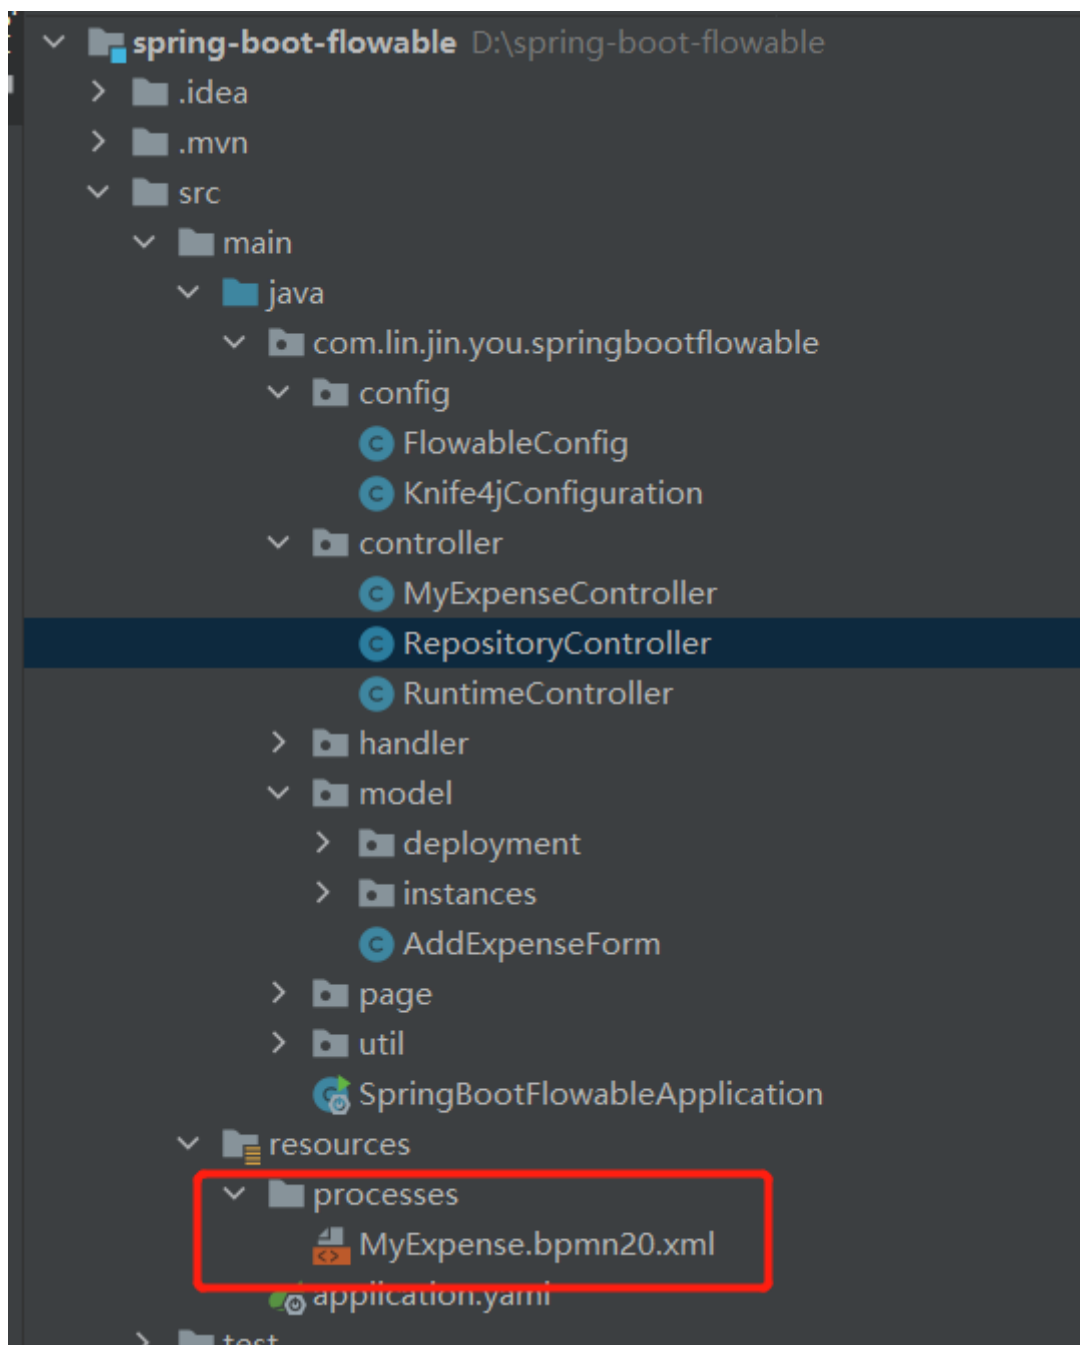 spring-boot-flowable D:\spring-boot-flowable
.idea
.mvn
src
main
java
com.lin.jin.you.springbootflowable
config
FlowableConfig
Knife4jConfiguration
controller
MyExpenseController
RepositoryController
RuntimeController
handler
model
deployment
instances
AddExpenseForm
page
util
SpringBootFlowableApplication
resources
processes
MyExpense.bpmn20.xml
application.yaml
test